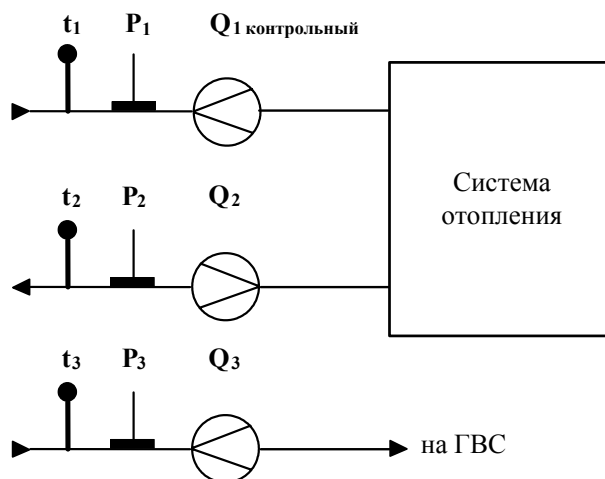 t1 P1 Q1 контрольный
Система
отопления
t2 P2 Q2
t3 P3 Q3
на ГВС